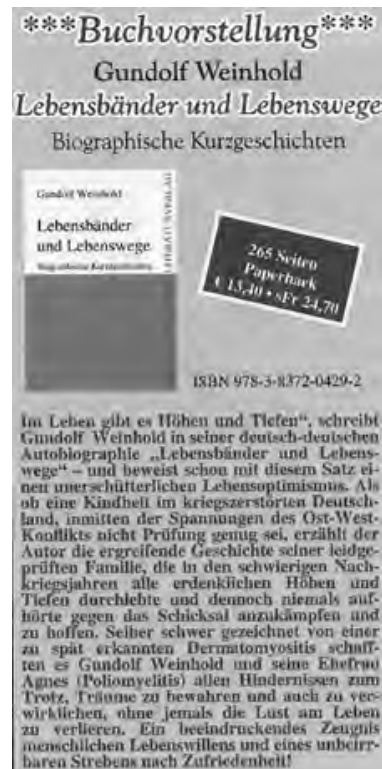 ***Buchvorstellung***
Gundolf Weinhold
Lebensbänder und Lebenswege
Biographische Kurzgeschichten
Gundolf Weinhold
Lebensbänder
und Lebenswege
Biographische Kurzgeschichten
265 Seiten
Paperback
€ 13,40 • sFr 24,70
ISBN 978-3-8372-0429-2
Im Leben gibt es Höhen und Tiefen“, schreibt
Gundolf Weinhold in seiner deutsch-deutschen
Autobiographie „Lebensbänder und Lebens-
wege“ – und beweist schon mit diesem Satz ei-
nen unerschütterlichen Lebensoptimismus. Als
ob eine Kindheit im kriegszerstörten Deutsch-
land, inmitten der Spannungen des Ost-West-
Konflikts nicht Prüfung genug sei, erzählt der
Autor die ergreifende Geschichte seiner leidge-
prüften Familie, die in den schwierigen Nach-
kriegsjahren alle erdenklichen Höhen und
Tiefen durchlebte und dennoch niemals auf-
hörte gegen das Schicksal anzukämpfen und
zu hoffen. Selber schwer gezeichnet von einer
zu spät erkannten Dermatomyositis schaff-
ten es Gundolf Weinhold und seine Ehefrau
Agnes (Poliomyelitis) allen Hindernissen zum
Trotz, Träume zu bewahren und auch zu ver-
wirklichen, ohne jemals die Lust am Leben
zu verlieren. Ein beeindruckendes Zeugnis
menschlichen Lebenswillens und eines unbeirr-
baren Strebens nach Zufriedenheit!